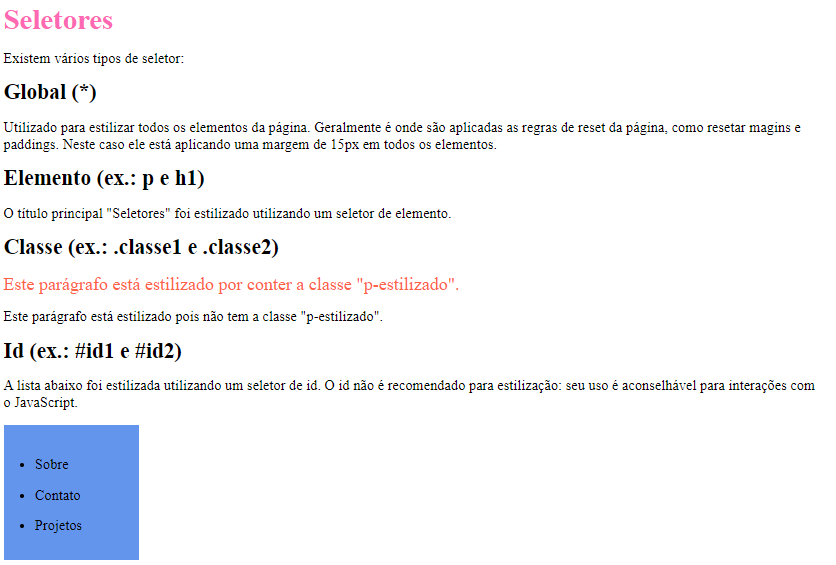 Seletores
Existem vários tipos de seletor:
Global (*)
Utilizado para estilizar todos os elementos da página. Geralmente é onde são aplicadas as regras de reset da página, como resetar magins e
paddings. Neste caso ele está aplicando uma margem de 15px em todos os elementos.
Elemento (ex.: p e h1)
O título principal "Seletores" foi estilizado utilizando um seletor de elemento.
Classe (ex.: .classe1 e .classe2)
Este parágrafo está estilizado por conter a classe "p-estilizado".
Este parágrafo está estilizado pois não tem a classe "p-estilizado".
Id (ex.: #id1 e #id2)
A lista abaixo foi estilizada utilizando um seletor de id. O id não é recomendado para estilização: seu uso é aconselhável para interações com
o JavaScript.
• Sobre
• Contato
• Projetos